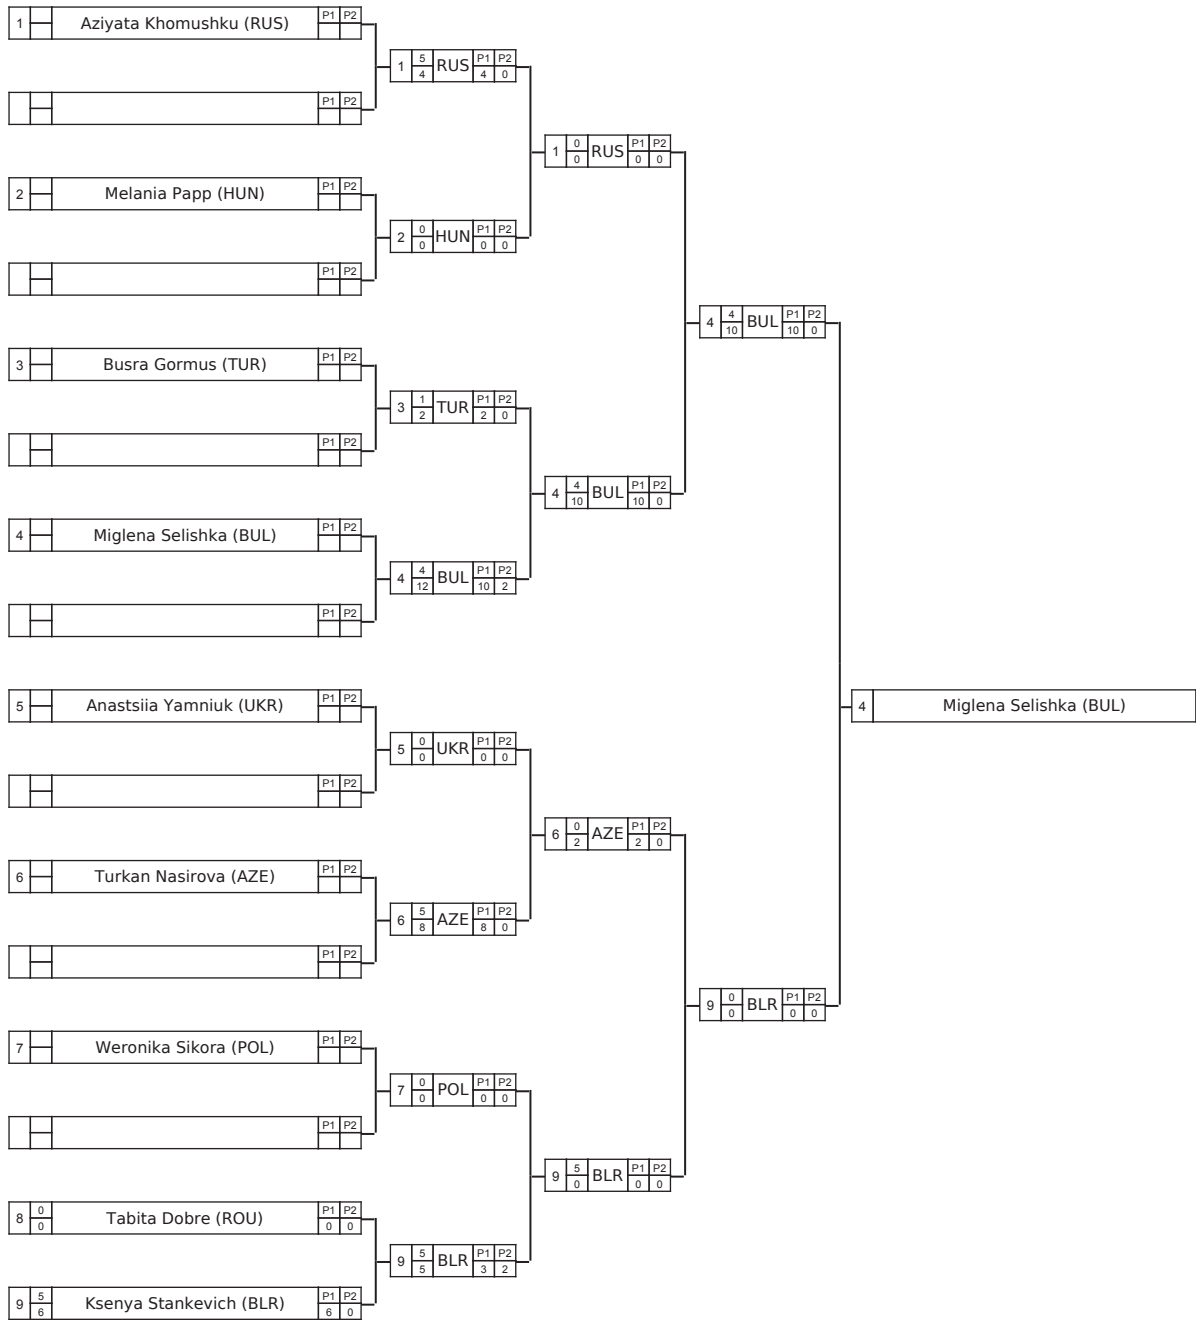 1 Aziyata Khomushku (RUS) P1 P2
1 5 4 RUS P1 P2 4 0
P1 P2
1 0 0 RUS P1 P2 0 0
2 Melania Papp (HUN) P1 P2
2 0 0 HUN P1 P2 0 0
P1 P2
4 4 10 BUL P1 P2 10 0
3 Busra Gormus (TUR) P1 P2
3 1 2 TUR P1 P2 2 0
P1 P2
4 4 10 BUL P1 P2 10 0
4 Miglena Selishka (BUL) P1 P2
4 4 12 BUL P1 P2 10 2
P1 P2
5 Anastsiia Yamniuk (UKR) P1 P2
4 Miglena Selishka (BUL)
5 0 0 UKR P1 P2 0 0
P1 P2
6 0 2 AZE P1 P2 2 0
6 Turkan Nasirova (AZE) P1 P2
6 5 8 AZE P1 P2 8 0
P1 P2
9 0 0 BLR P1 P2 0 0
7 Weronika Sikora (POL) P1 P2
7 0 0 POL P1 P2 0 0
P1 P2
9 5 0 BLR P1 P2 0 0
8 0 0 Tabita Dobre (ROU) P1 P2 0 0
9 5 5 BLR P1 P2 3 2
9 5 6 Ksenya Stankevich (BLR) P1 P2 6 0